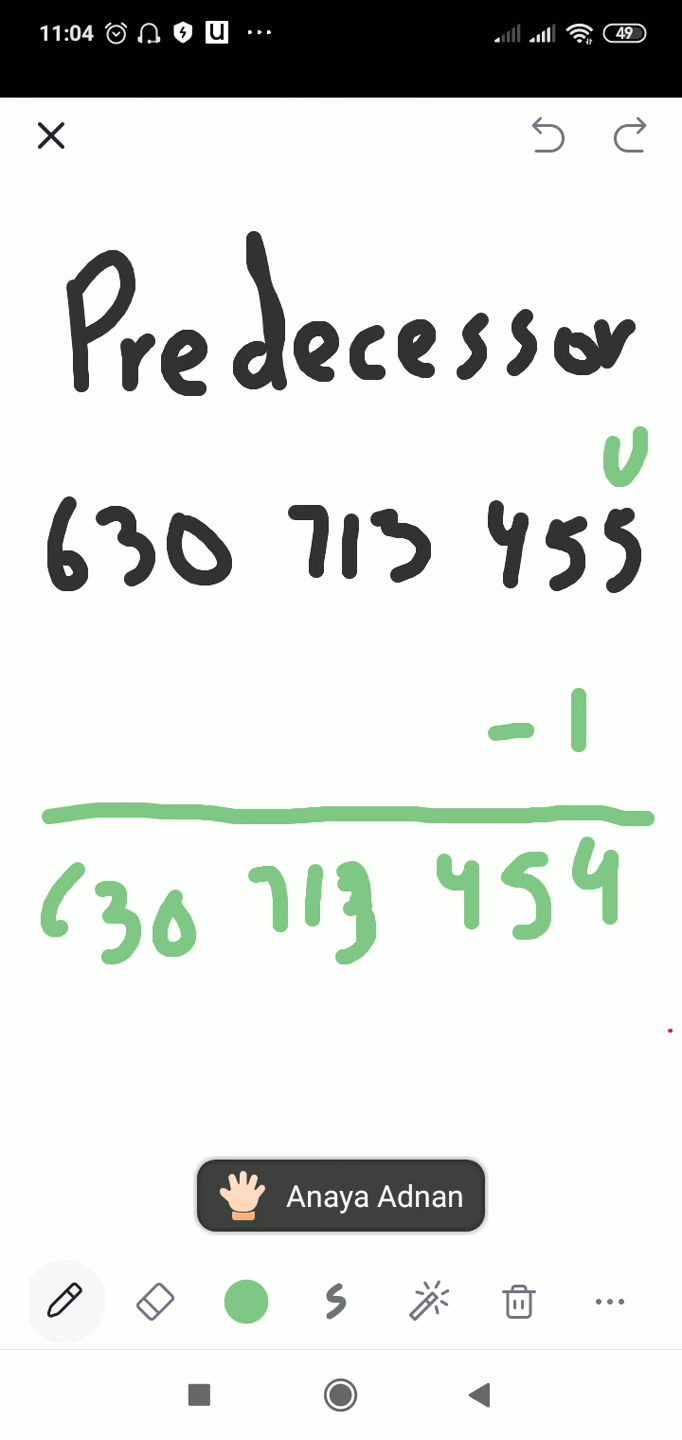 11:04 u ... 49
Predecessor
U
630 713 455
- 1
630 713 454
Anaya Adnan